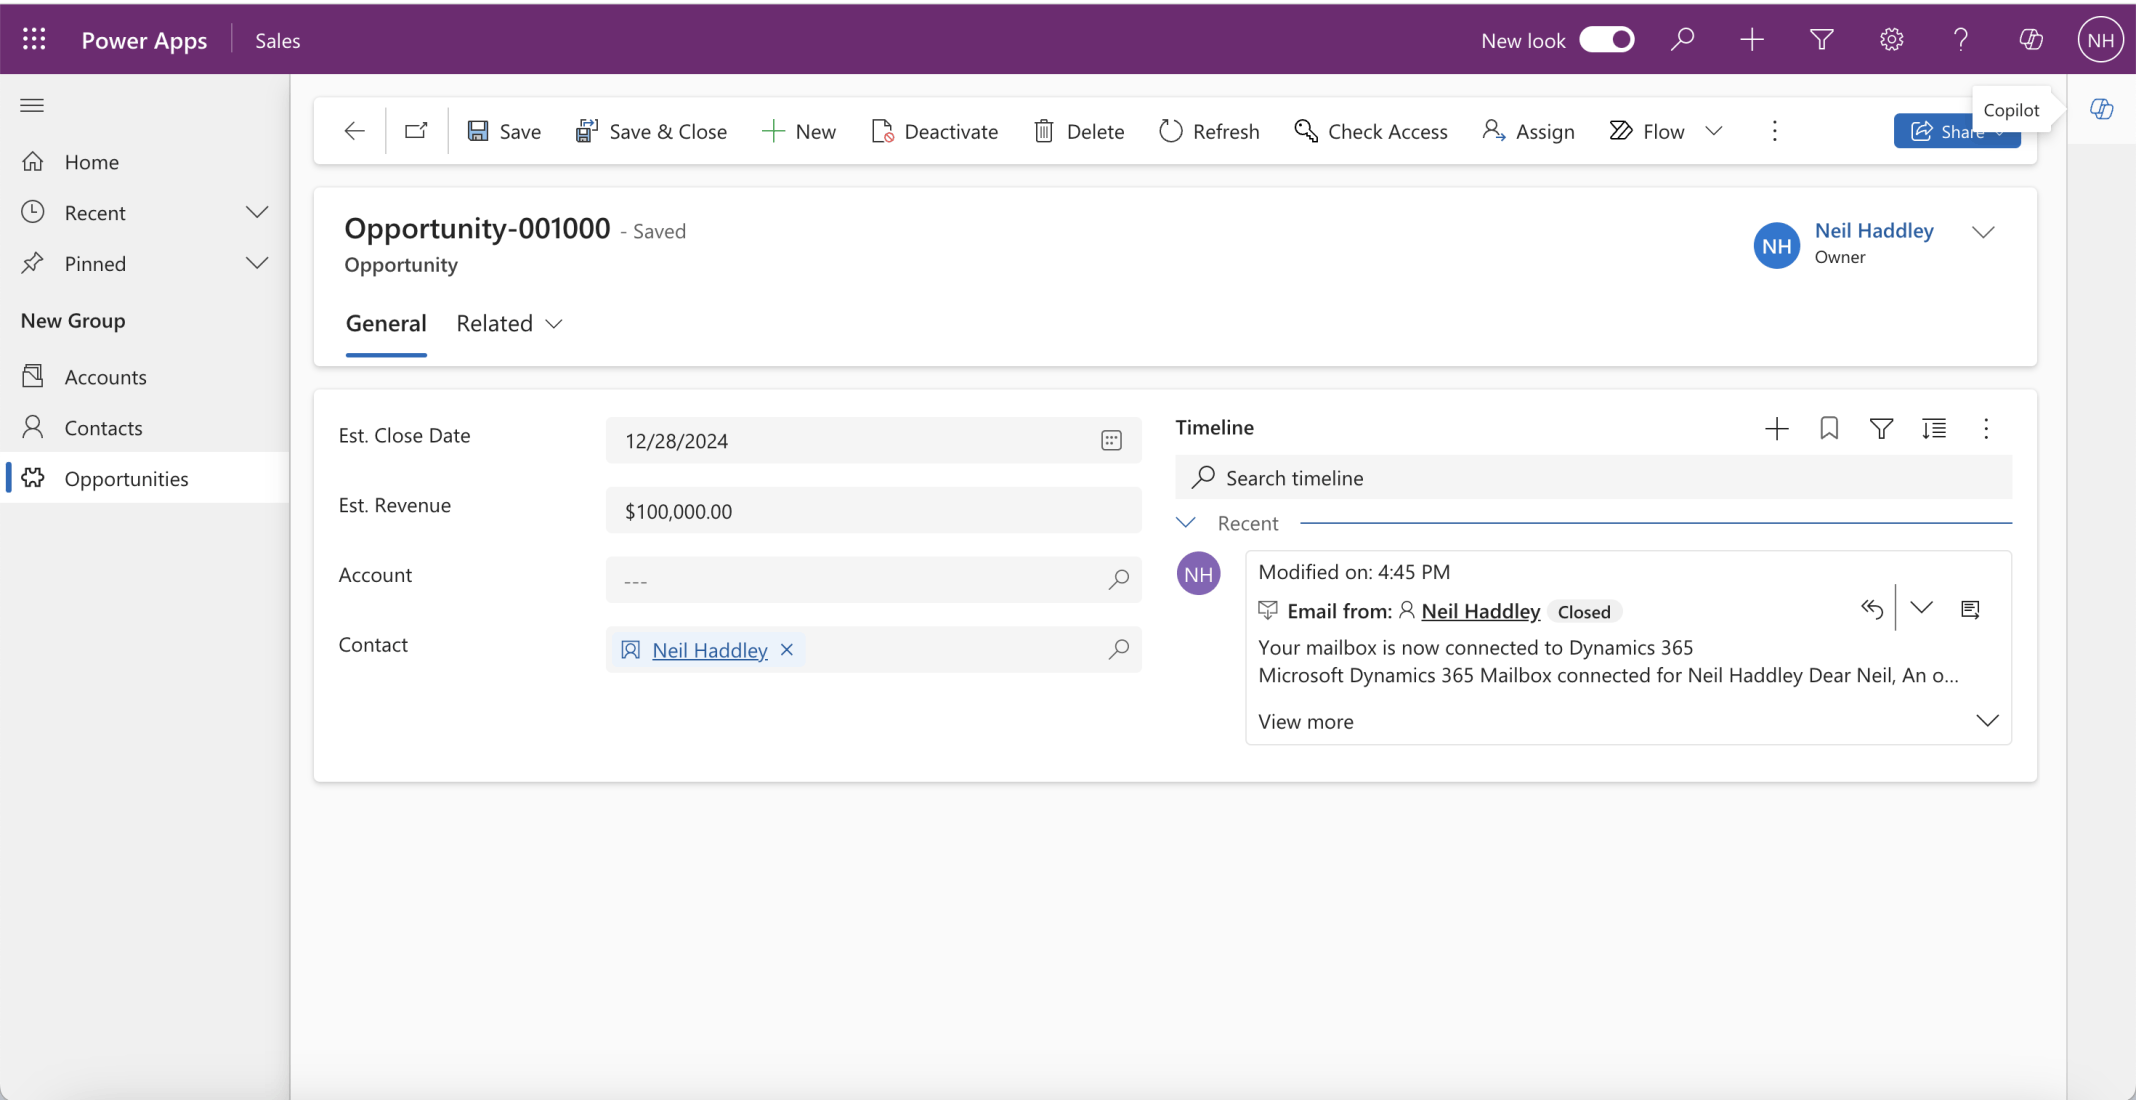 Power Apps
Sales
New look
NH
Home
Recent
Pinned
New Group
Accounts
Contacts
Opportunities
Save
Save & Close
New
Deactivate
Delete
Refresh
Check Access
Assign
Flow
Share
Copilot
Opportunity-001000 - Saved
Opportunity
NH
Neil Haddley
Owner
General
Related
Est. Close Date
12/28/2024
Est. Revenue
$100,000.00
Account
---
Contact
Neil Haddley
Timeline
Search timeline
Recent
NH
Modified on: 4:45 PM
Email from: Neil Haddley Closed
Your mailbox is now connected to Dynamics 365
Microsoft Dynamics 365 Mailbox connected for Neil Haddley Dear Neil, An o...
View more